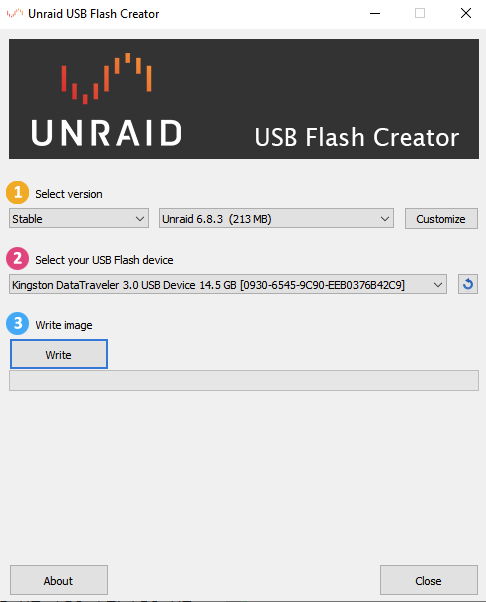 Unraid USB Flash Creator
UNRAID
USB Flash Creator
1 Select version
Stable
Unraid 6.8.3 (213 MB)
Customize
2 Select your USB Flash device
Kingston DataTraveler 3.0 USB Device 14.5 GB [0930-6545-9C90-EEB0376B42C9]
3 Write image
Write
About
Close